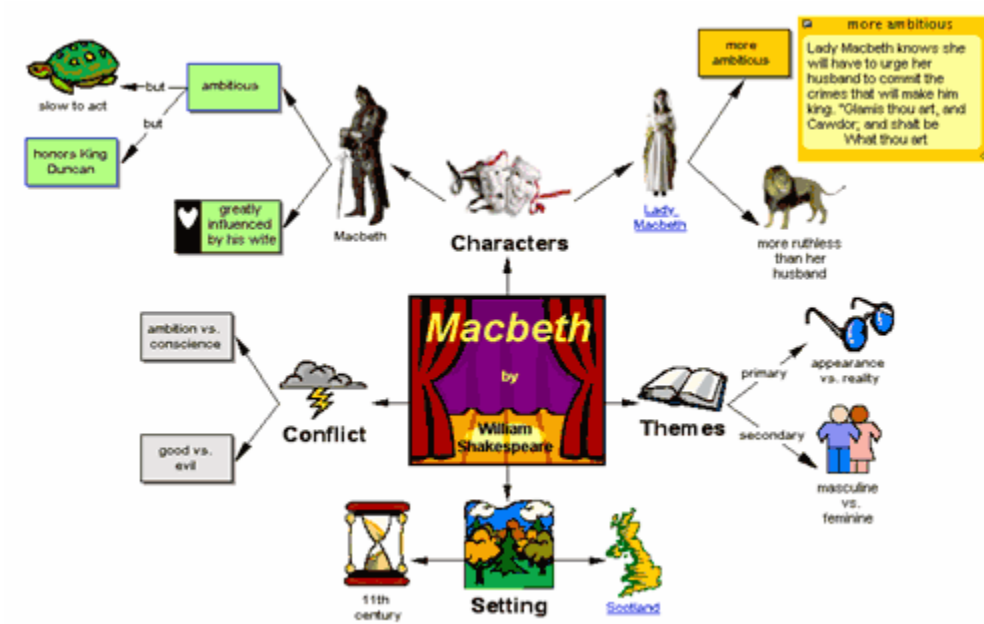 more ambitious
Lady Macbeth knows she
will have to urge her
husband to commit the
crimes that will make him
king. "Glamis thou art, and
Cawdor; and shalt be
What thou art
more
ambitious
Lady
Macbeth
more ruthless
than her
husband
ambitious
but
slow to act
but
honors King
Duncan
greatly
influenced
by his wife
Macbeth
Characters
Macbeth
by
William
Shakespeare
ambition vs.
conscience
good vs.
evil
Conflict
Themes
primary
appearance
vs. reality
secondary
masculine
vs.
feminine
Setting
11th
century
Scotland